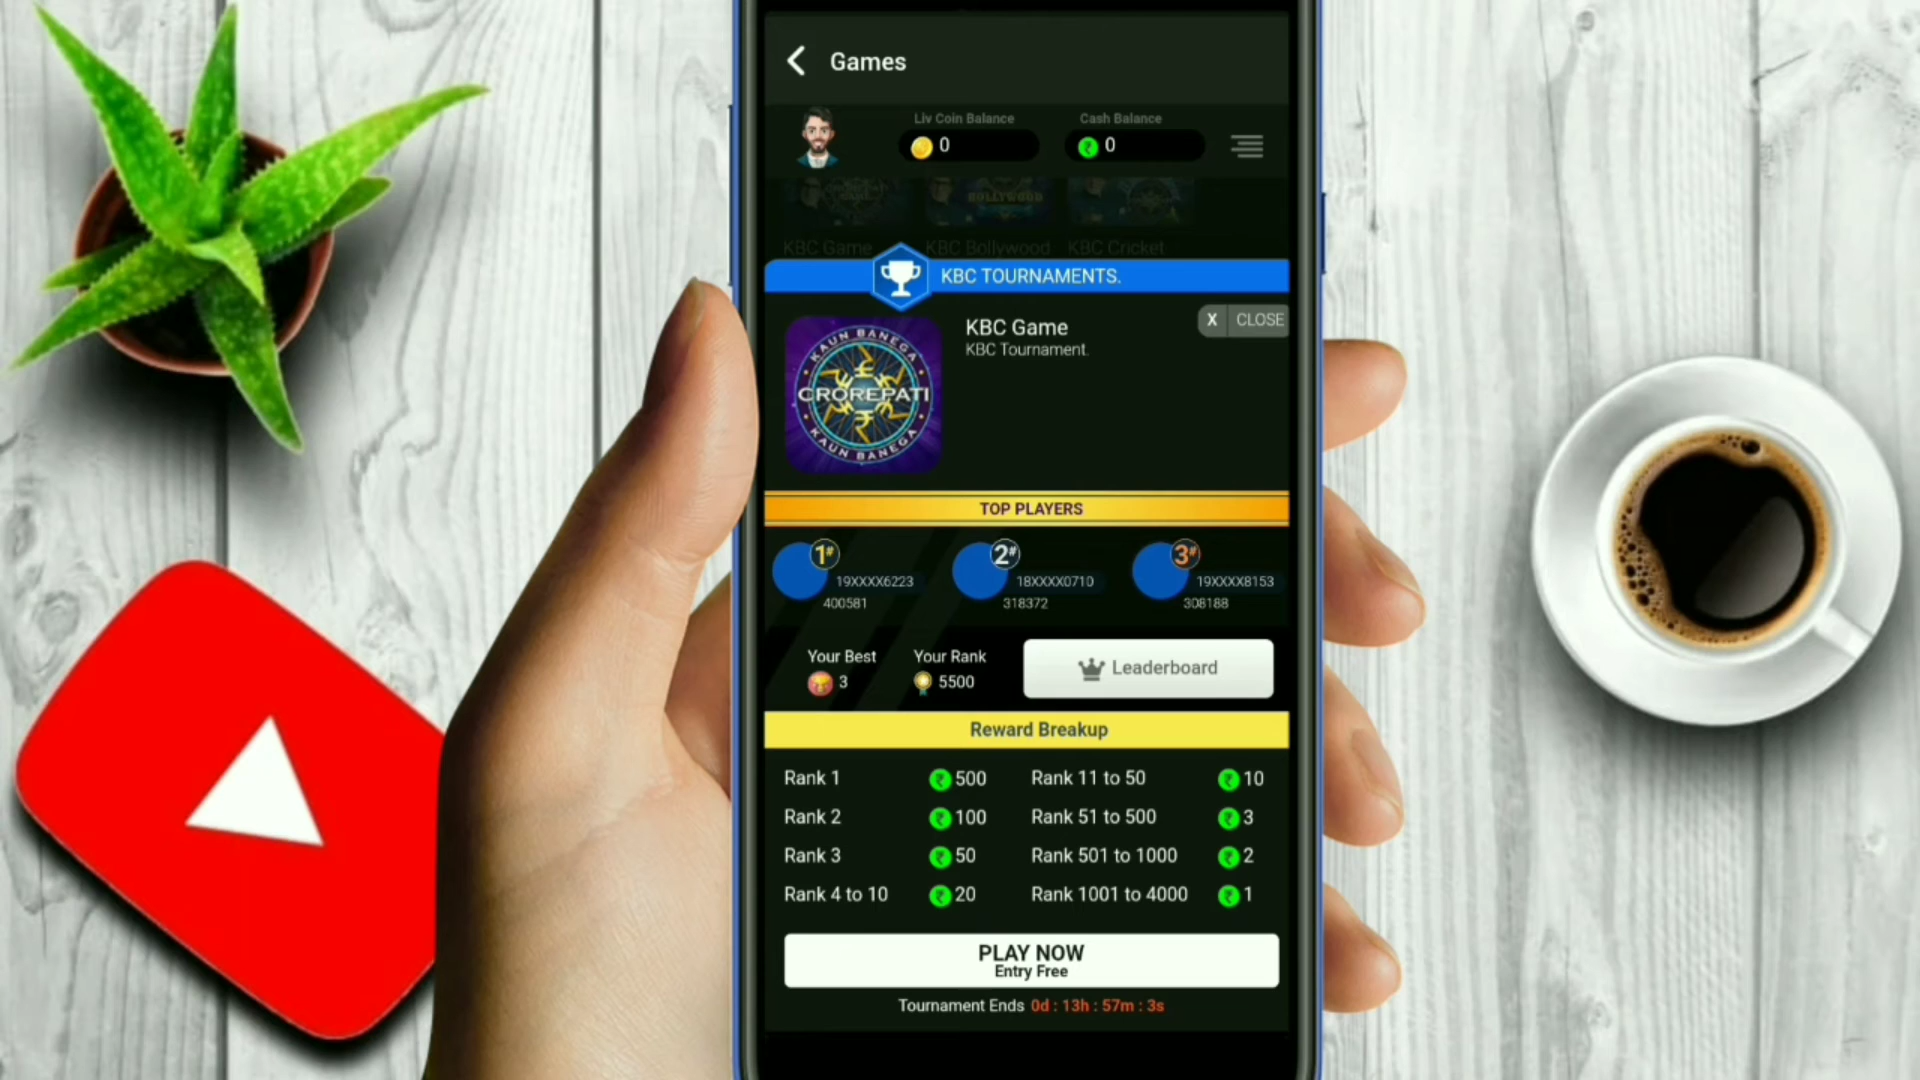 Games
Liv Coin Balance
Cash Balance
0
0
BOLLYWOOD
KBC Game
KBC Bollywood
KBC Cricket
KBC TOURNAMENTS.
KAUN BANEGA
CROREPATI
KAUN BANEGA
KBC Game
KBC Tournament.
X CLOSE
TOP PLAYERS
1#
19XXXX6223
400581
2#
18XXXX0710
318372
3#
19XXXX8153
308188
Your Best
3
Your Rank
5500
Leaderboard
Reward Breakup
Rank 1 ₹ 500 Rank 11 to 50 ₹ 10
Rank 2 ₹ 100 Rank 51 to 500 ₹ 3
Rank 3 ₹ 50 Rank 501 to 1000 ₹ 2
Rank 4 to 10 ₹ 20 Rank 1001 to 4000 ₹ 1
PLAY NOW
Entry Free
Tournament Ends 0d : 13h : 57m : 3s